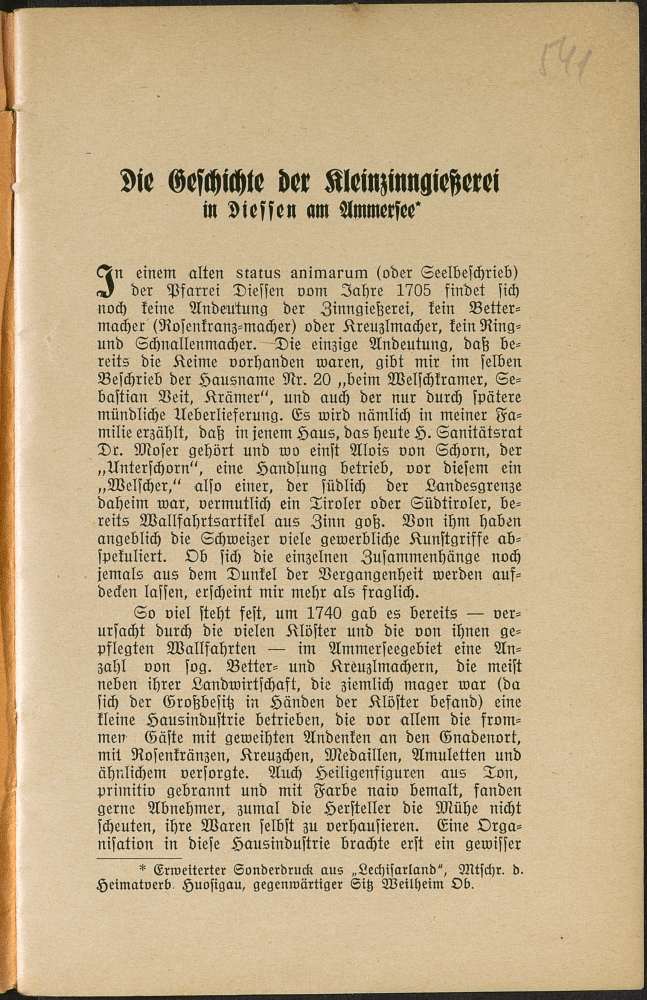 541
Die Geschichte der Kleinzinngießerei
in Diessen am Ammersee*
In einem alten status animarum (oder Seelbeschrieb)
der Pfarrei Diessen vom Jahre 1705 findet sich
noch keine Andeutung der Zinngießerei, kein Better-
macher (Rosenkranz-macher) oder Kreuzlmacher, kein Ring-
und Schnallenmacher. Die einzige Andeutung, daß be-
reits die Keime vorhanden waren, gibt mir im selben
Beschrieb der Hausname Nr. 20 „beim Welschkramer, Se-
bastian Veit, Krämer“, und auch der nur durch spätere
mündliche Ueberlieferung. Es wird nämlich in meiner Fa-
milie erzählt, daß in jenem Haus, das heute H. Sanitätsrat
Dr. Moser gehört und wo einst Alois von Schorn, der
„Unterschorn“, eine Handlung betrieb, vor diesem ein
„Welscher,“ also einer, der südlich der Landesgrenze
daheim war, vermutlich ein Tiroler oder Südtiroler, be-
reits Wallfahrtsartikel aus Zinn goß. Von ihm haben
angeblich die Schweizer viele gewerbliche Kunstgriffe ab-
spekuliert. Ob sich die einzelnen Zusammenhänge noch
jemals aus dem Dunkel der Vergangenheit werden auf-
decken lassen, erscheint mir mehr als fraglich.
So viel steht fest, um 1740 gab es bereits — ver-
ursacht durch die vielen Klöster und die von ihnen ge-
pflegten Wallfahrten — im Ammerseegebiet eine An-
zahl von sog. Better- und Kreuzlmachern, die meist
neben ihrer Landwirtschaft, die ziemlich mager war (da
sich der Großbesitz in Händen der Klöster befand) eine
kleine Hausindustrie betrieben, die vor allem die from-
men Gäste mit geweihten Andenken an den Gnadenort,
mit Rosenkränzen, Kreuzchen, Medaillen, Amuletten und
ähnlichem versorgte. Auch Heiligenfiguren aus Ton,
primitiv gebrannt und mit Farbe naiv bemalt, fanden
gerne Abnehmer, zumal die Hersteller die Mühe nicht
scheuten, ihre Waren selbst zu verhausieren. Eine Orga-
nisation in diese Hausindustrie brachte erst ein gewisser
* Erweiterter Sonderdruck aus „Lechisarland“, Mtschr. d.
Heimatverb. Huosigau, gegenwärtiger Sitz Weilheim Ob.